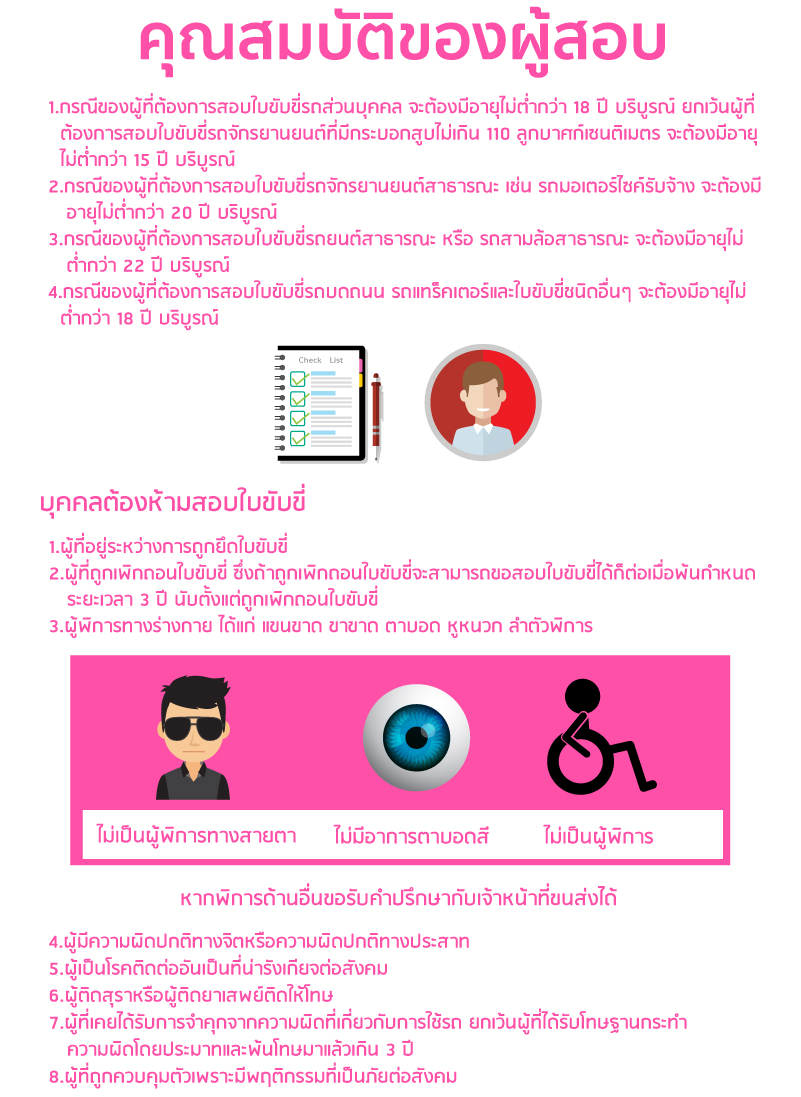 คุณสมบัติของผู้สอบ
1.กรณีของผู้ที่ต้องการสอบใบขับขี่รถส่วนบุคคล จะต้องมีอายุไม่ต่ำกว่า 18 ปี บริบูรณ์ ยกเว้นผู้ที่
ต้องการสอบใบขับขี่รถจักรยานยนต์ที่มีกระบอกสูบไม่เกิน 110 ลูกบาศก์เซนติเมตร จะต้องมีอายุ
ไม่ต่ำกว่า 15 ปี บริบูรณ์
2.กรณีของผู้ที่ต้องการสอบใบขับขี่รถจักรยานยนต์สาธารณะ เช่น รถมอเตอร์ไซค์รับจ้าง จะต้องมี
อายุไม่ต่ำกว่า 20 ปี บริบูรณ์
3.กรณีของผู้ที่ต้องการสอบใบขับขี่รถยนต์สาธารณะ หรือ รถสามล้อสาธารณะ จะต้องมีอายุไม่
ต่ำกว่า 22 ปี บริบูรณ์
4.กรณีของผู้ที่ต้องการสอบใบขับขี่รถบดถนน รถแทร็คเตอร์และใบขับขี่ชนิดอื่นๆ จะต้องมีอายุไม่
ต่ำกว่า 18 ปี บริบูรณ์
Check List
บุคคลต้องห้ามสอบใบขับขี่
1.ผู้ที่อยู่ระหว่างการถูกยึดใบขับขี่
2.ผู้ที่ถูกเพิกถอนใบขับขี่ ซึ่งถ้าถูกเพิกถอนใบขับขี่จะสามารถขอสอบใบขับขี่ได้ก็ต่อเมื่อพ้นกำหนด
ระยะเวลา 3 ปี นับตั้งแต่ถูกเพิกถอนใบขับขี่
3.ผู้พิการทางร่างกาย ได้แก่ แขนขาด ขาขาด ตาบอด หูหนวก ลำตัวพิการ
ไม่เป็นผู้พิการทางสายตา ไม่มีอาการตาบอดสี ไม่เป็นผู้พิการ
หากพิการด้านอื่นขอรับคำปรึกษากับเจ้าหน้าที่ขนส่งได้
4.ผู้มีความผิดปกติทางจิตหรือความผิดปกติทางประสาท
5.ผู้เป็นโรคติดต่ออันเป็นที่น่ารังเกียจต่อสังคม
6.ผู้ติดสุราหรือผู้ติดยาเสพย์ติดให้โทษ
7.ผู้ที่เคยได้รับการจำคุกจากความผิดที่เกี่ยวกับการใช้รถ ยกเว้นผู้ที่ได้รับโทษฐานกระทำ
ความผิดโดยประมาทและพ้นโทษมาแล้วเกิน 3 ปี
8.ผู้ที่ถูกควบคุมตัวเพราะมีพฤติกรรมที่เป็นภัยต่อสังคม